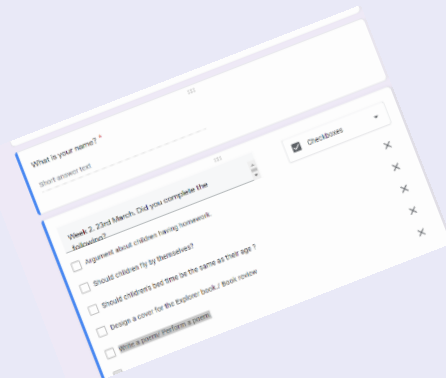 What is your name? *
Short answer text
Week 2, 23rd March. Did you complete the
following?
Checkboxes
Argument about children having homework.
Should children fly by themselves?
Should children's bed time be the same as their age ?
Design a cover for the Explorer book./ Book review
Write a poem/ Perform a poem